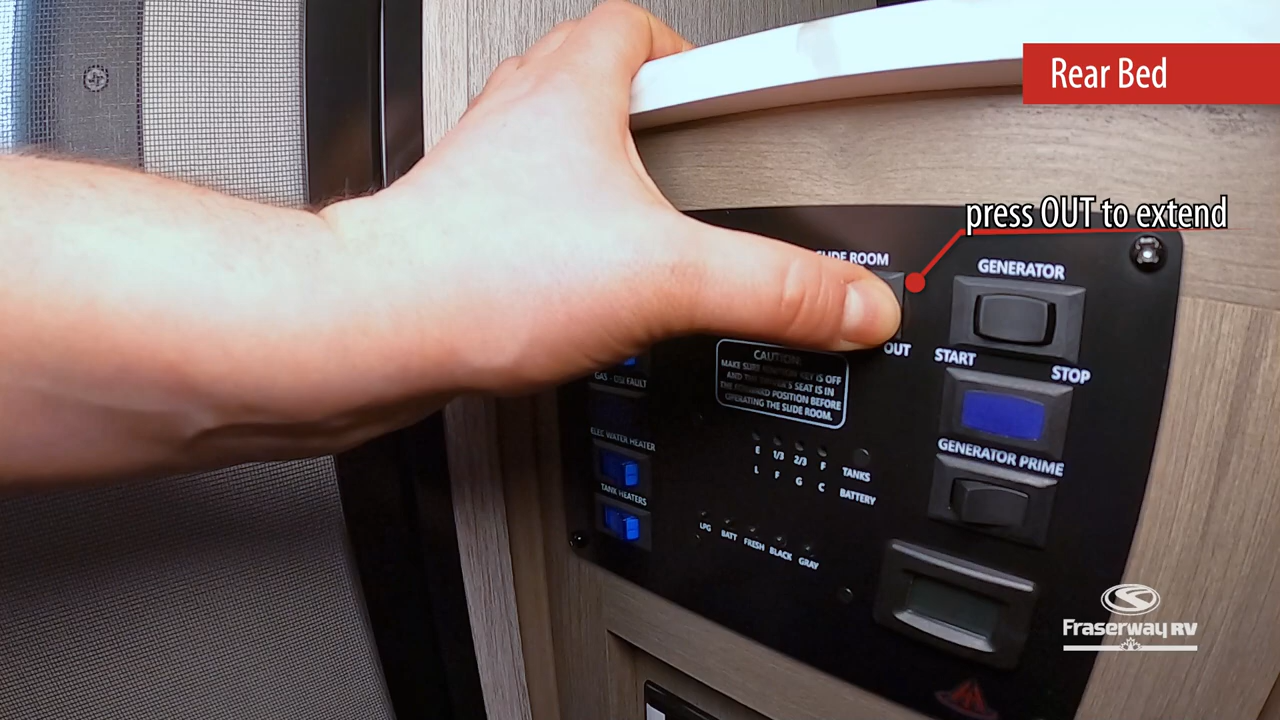 Rear Bed
press OUT to extend
SLIDE ROOM
GENERATOR
OUT
START
STOP
CAUTION:
MAKE SURE IGNITION KEY IS OFF
AND THE DRIVER'S SEAT IS IN
THE FORWARD POSITION BEFORE
OPERATING THE SLIDE ROOM.
GAS - DSI FAULT
ELEC WATER HEATER
GENERATOR PRIME
E 1/3 2/3 F TANKS
L F G C BATTERY
TANK HEATERS
LPG BATT FRESH BLACK GRAY
Fraserway RV